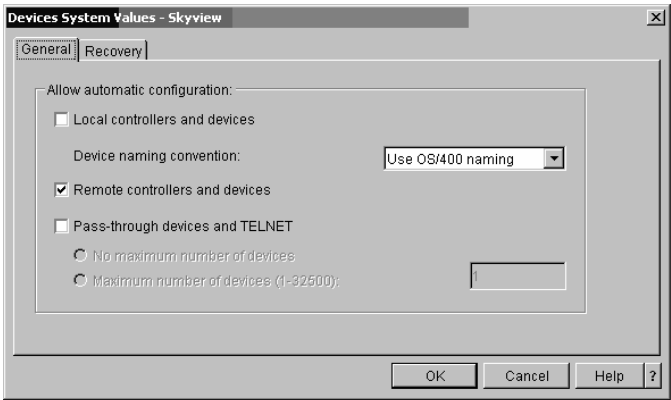 Devices System Values - Skyview
General
Recovery
Allow automatic configuration:
Local controllers and devices
Device naming convention: Use OS/400 naming
Remote controllers and devices
Pass-through devices and TELNET
No maximum number of devices
Maximum number of devices (1-32500): 1
OK Cancel Help ?